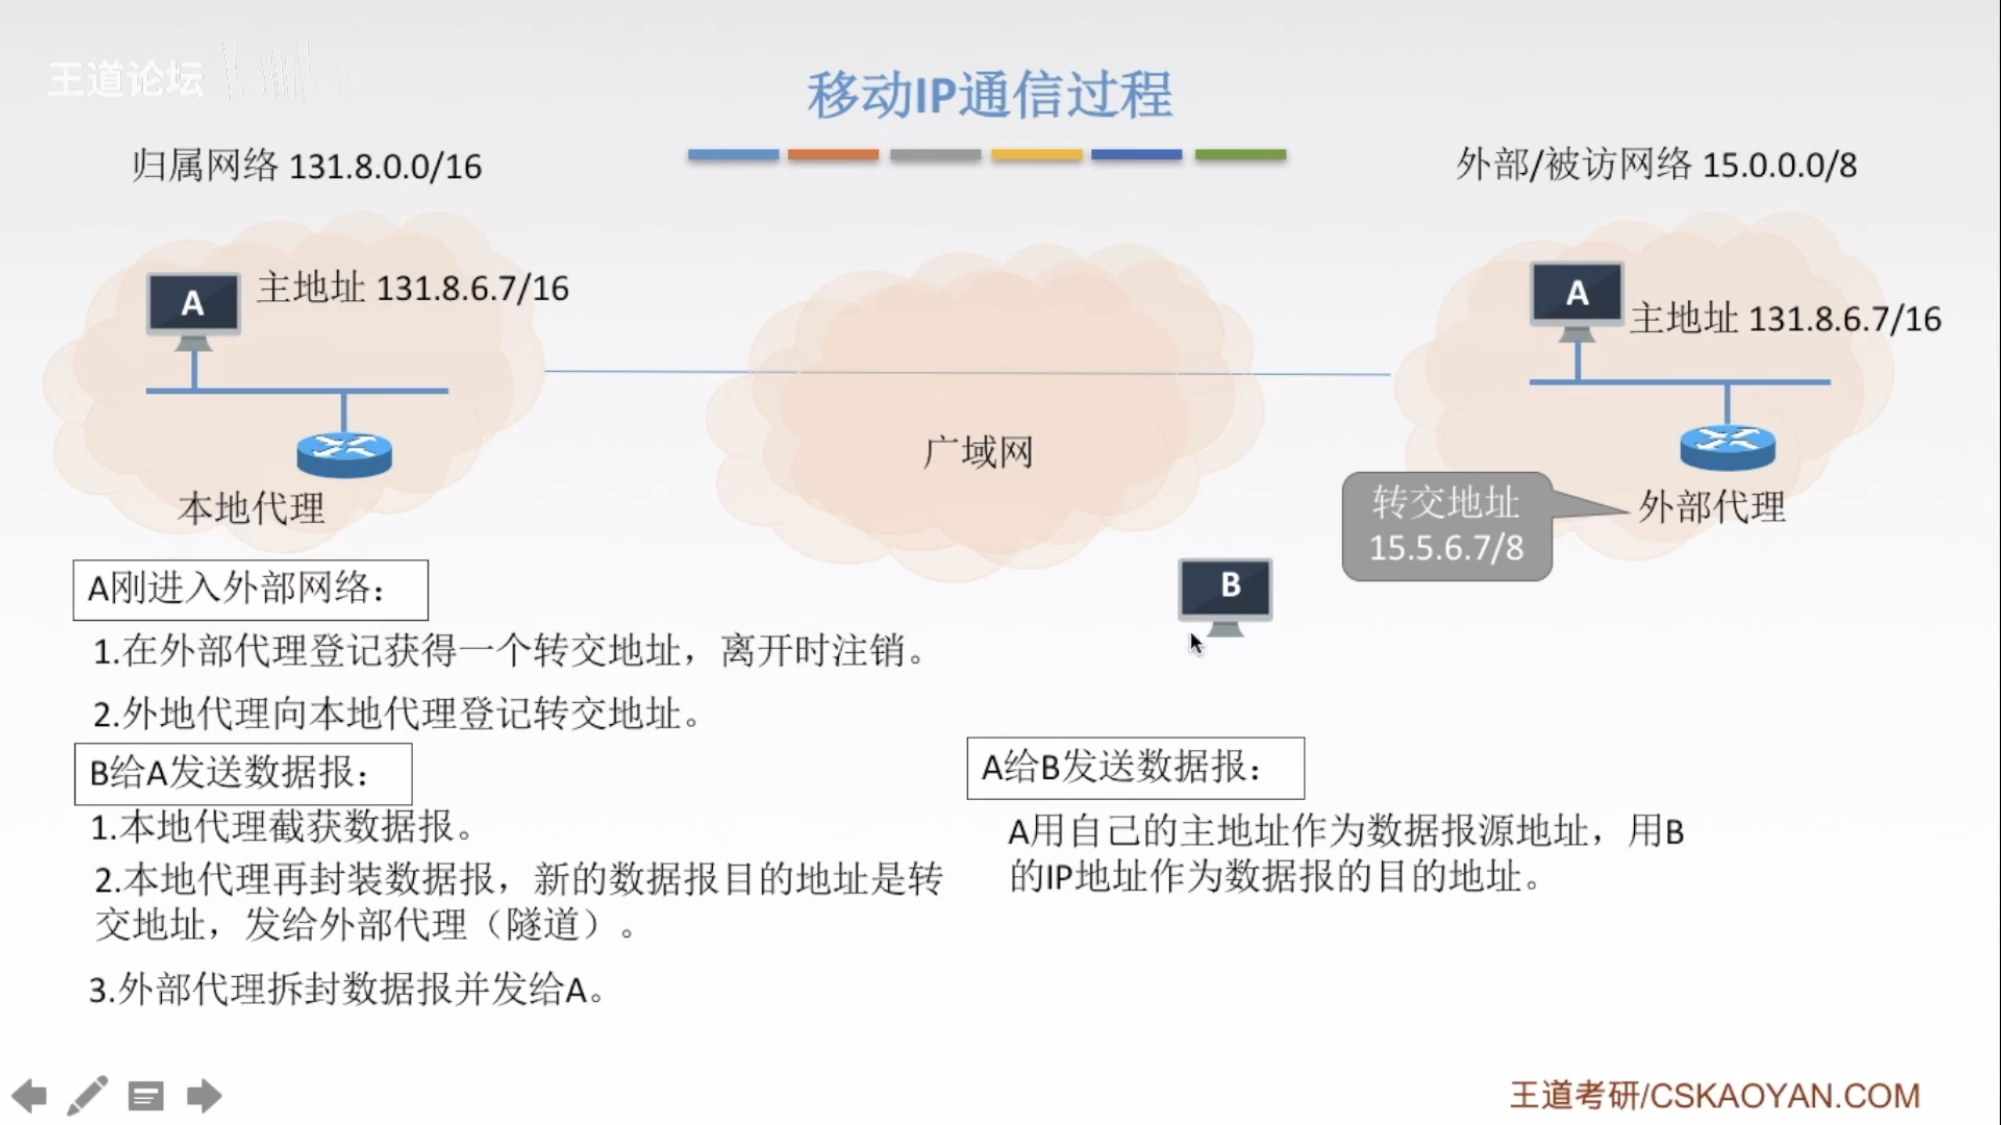 王道论坛
移动IP通信过程
归属网络 131.8.0.0/16
外部/被访网络 15.0.0.0/8
A
主地址 131.8.6.7/16
A
主地址 131.8.6.7/16
广域网
本地代理
转交地址
15.5.6.7/8
外部代理
B
A刚进入外部网络：
1.在外部代理登记获得一个转交地址，离开时注销。
2.外地代理向本地代理登记转交地址。
B给A发送数据报：
1.本地代理截获数据报。
2.本地代理再封装数据报，新的数据报目的地址是转
交地址，发给外部代理（隧道）。
3.外部代理拆封数据报并发给A。
A给B发送数据报：
A用自己的主地址作为数据报源地址，用B
的IP地址作为数据报的目的地址。
王道考研/CSKAOYAN.COM